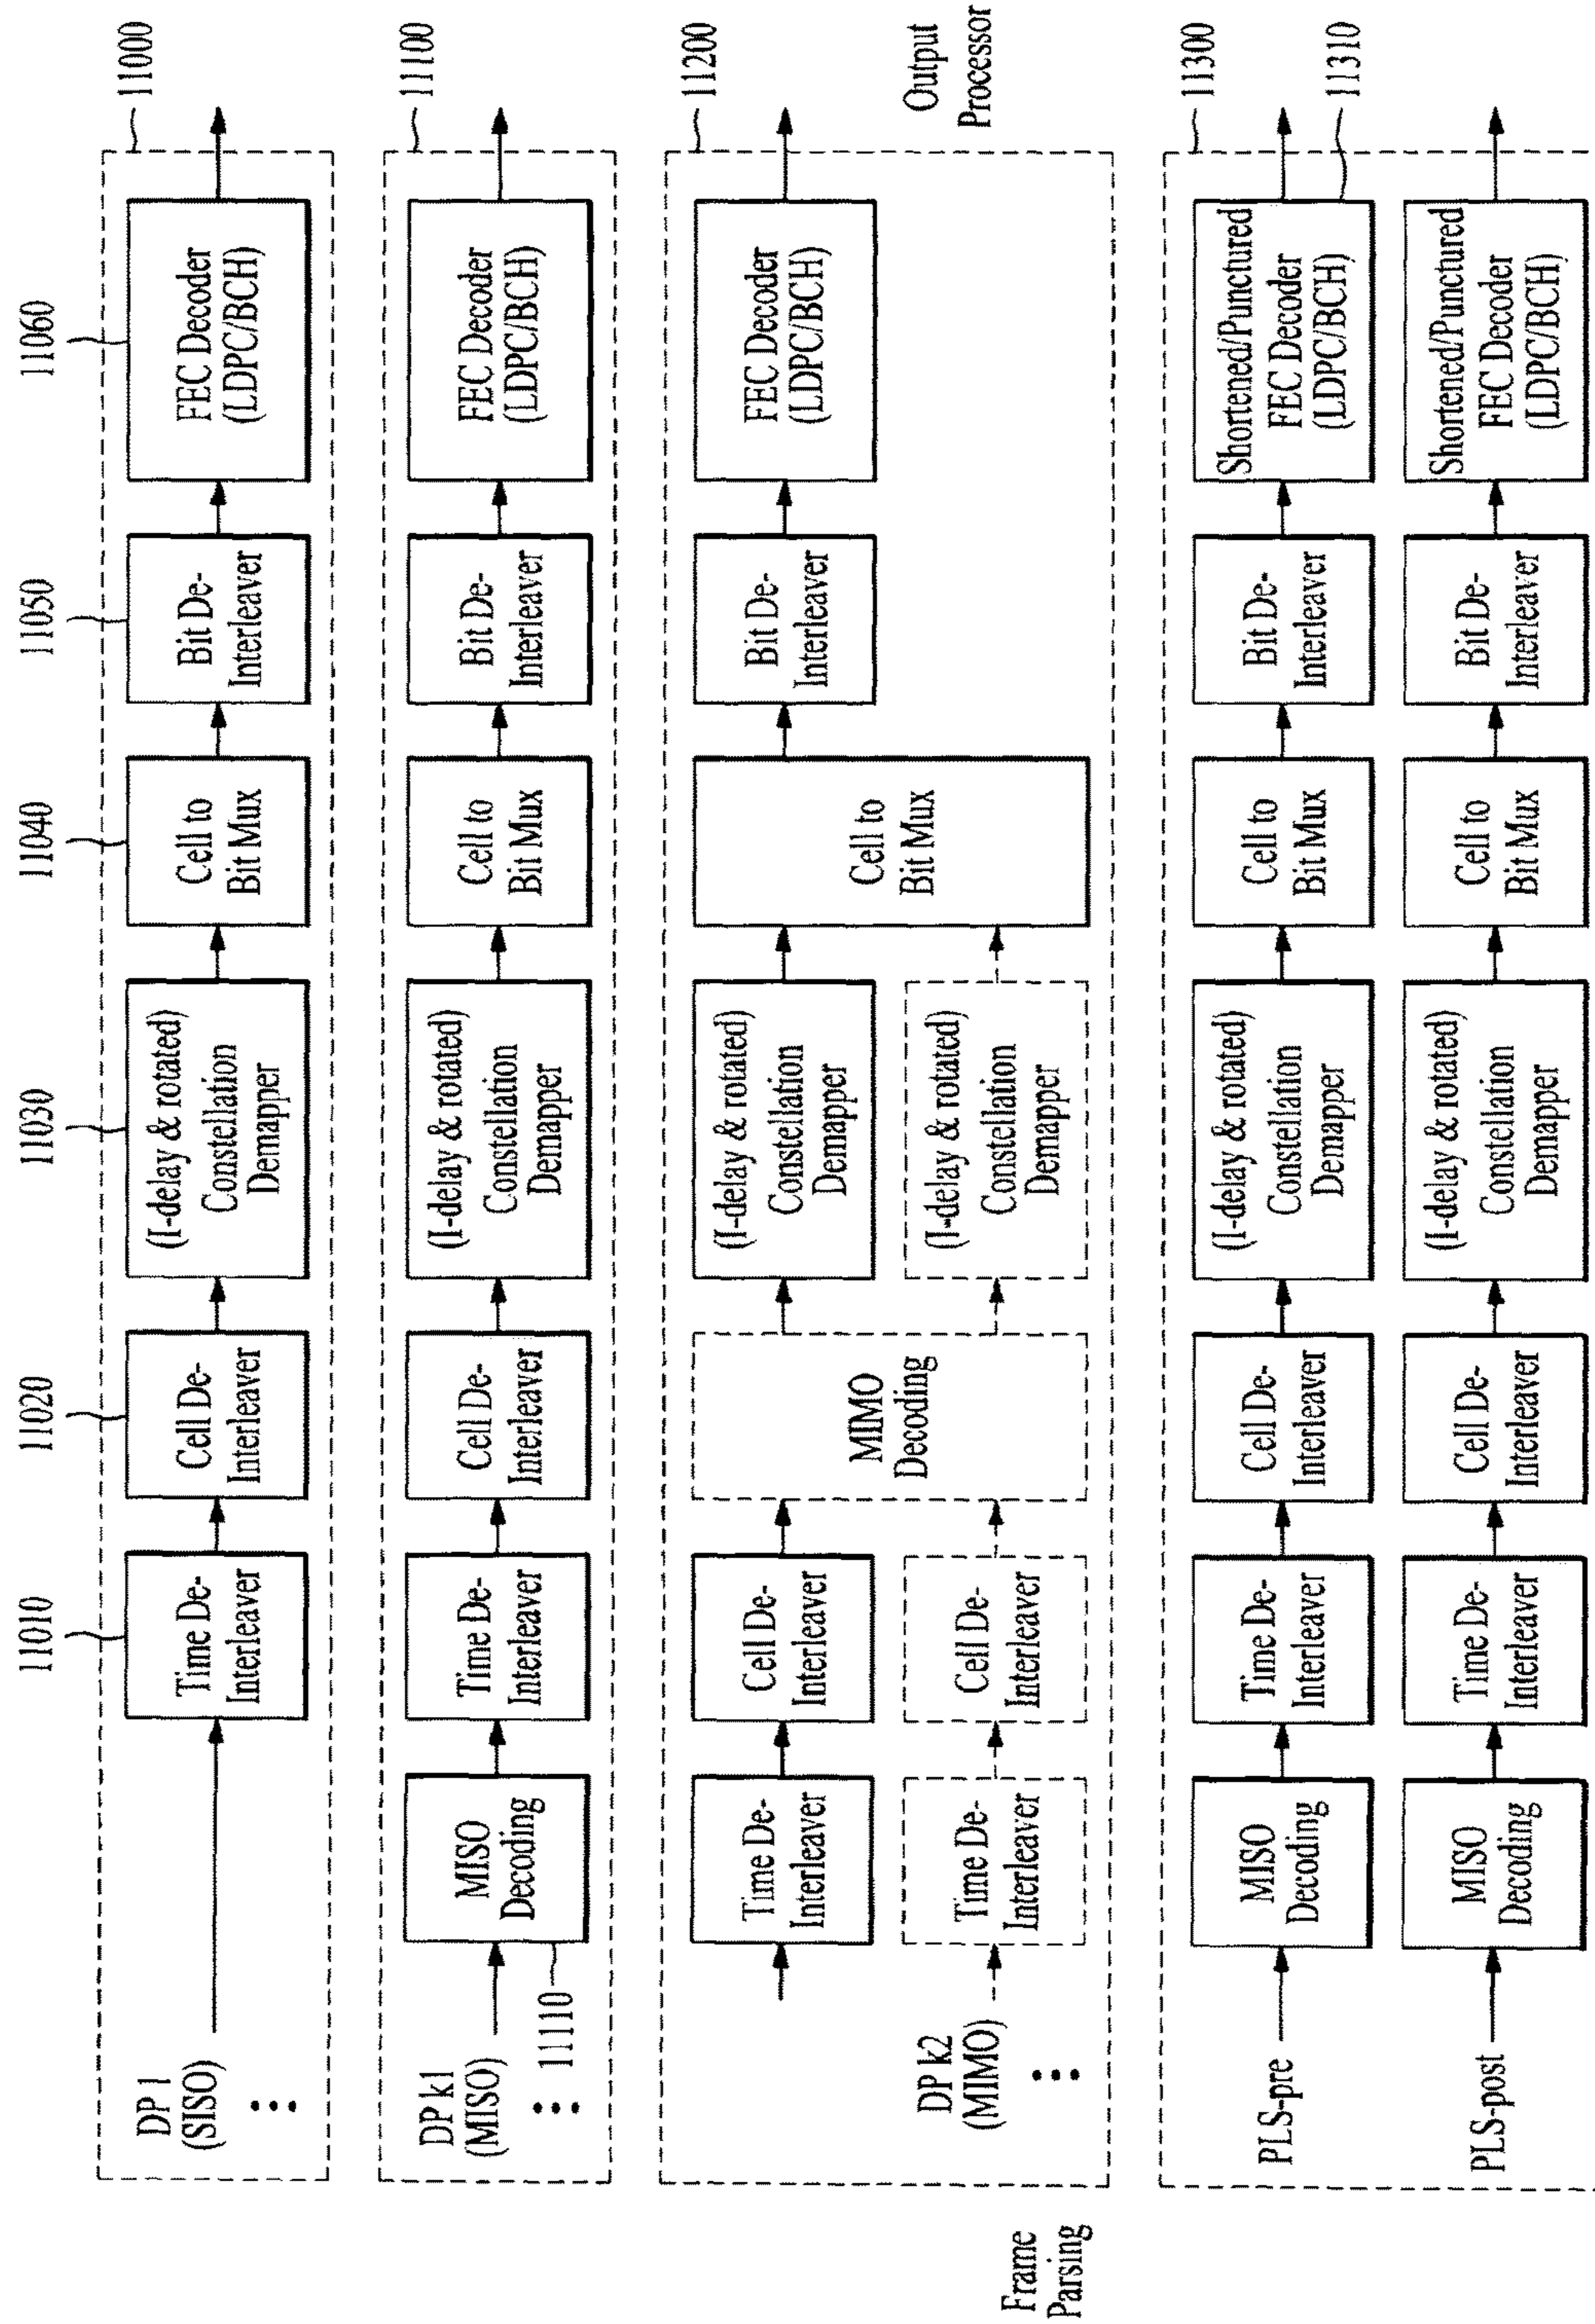 11010
11020
11030
11040
11050
11060
11000
DP 1
(SISO)
Time De-
Interleaver
Cell De-
Interleaver
(I-delay & rotated)
Constellation
Demapper
Cell to
Bit Mux
Bit De-
Interleaver
FEC Decoder
(LDPC/BCH)
11100
DP k1
(MISO)
11110
MISO
Decoding
Time De-
Interleaver
Cell De-
Interleaver
(I-delay & rotated)
Constellation
Demapper
Cell to
Bit Mux
Bit De-
Interleaver
FEC Decoder
(LDPC/BCH)
11200
Time De-
Interleaver
Cell De-
Interleaver
MIMO
Decoding
(I-delay & rotated)
Constellation
Demapper
Cell to
Bit Mux
Bit De-
Interleaver
FEC Decoder
(LDPC/BCH)
DP k2
(MIMO)
Time De-
Interleaver
Cell De-
Interleaver
(I-delay & rotated)
Constellation
Demapper
Output
Processor
Frame
Parsing
11300
PLS-pre
MISO
Decoding
Time De-
Interleaver
Cell De-
Interleaver
(I-delay & rotated)
Constellation
Demapper
Cell to
Bit Mux
Bit De-
Interleaver
Shortened/Punctured
FEC Decoder
(LDPC/BCH)
11310
PLS-post
MISO
Decoding
Time De-
Interleaver
Cell De-
Interleaver
(I-delay & rotated)
Constellation
Demapper
Cell to
Bit Mux
Bit De-
Interleaver
Shortened/Punctured
FEC Decoder
(LDPC/BCH)